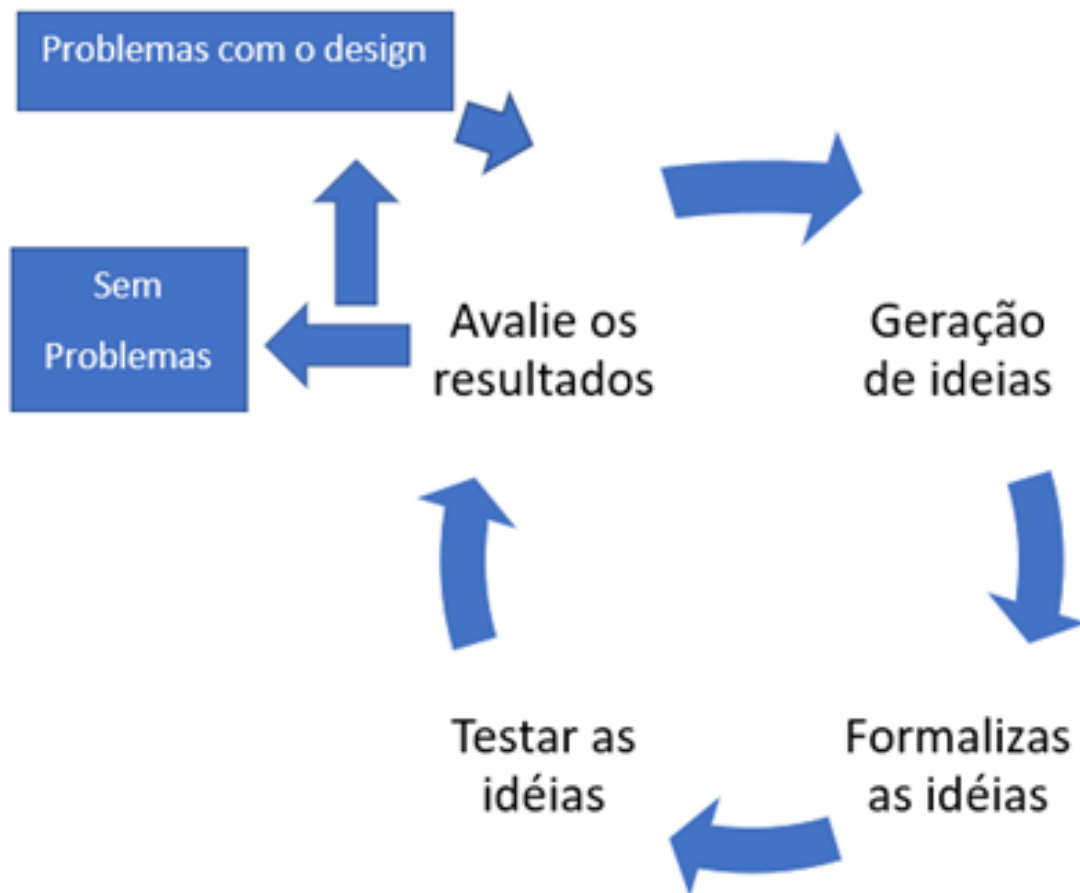 Problemas com o design
Sem
Problemas
Avalie os
resultados
Geração
de ideias
Formalizas
as idéias
Testar as
idéias